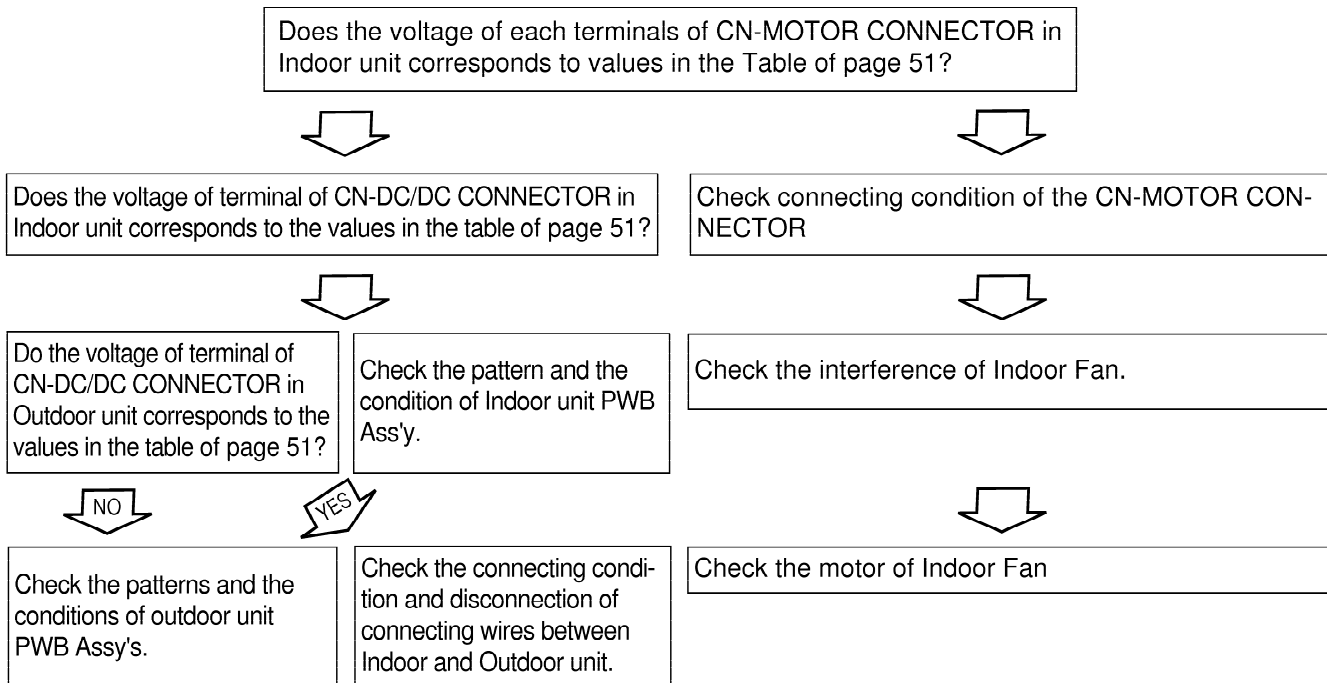 Does the voltage of each terminals of CN-MOTOR CONNECTOR in
Indoor unit corresponds to values in the Table of page 51?
Does the voltage of terminal of CN-DC/DC CONNECTOR in
Indoor unit corresponds to the values in the table of page 51?
Check connecting condition of the CN-MOTOR CON-
NECTOR
Do the voltage of terminal of
CN-DC/DC CONNECTOR in
Outdoor unit corresponds to the
values in the table of page 51?
Check the pattern and the
condition of Indoor unit PWB
Ass'y.
Check the interference of Indoor Fan.
NO
YES
Check the patterns and the
conditions of outdoor unit
PWB Assy's.
Check the connecting condi-
tion and disconnection of
connecting wires between
Indoor and Outdoor unit.
Check the motor of Indoor Fan